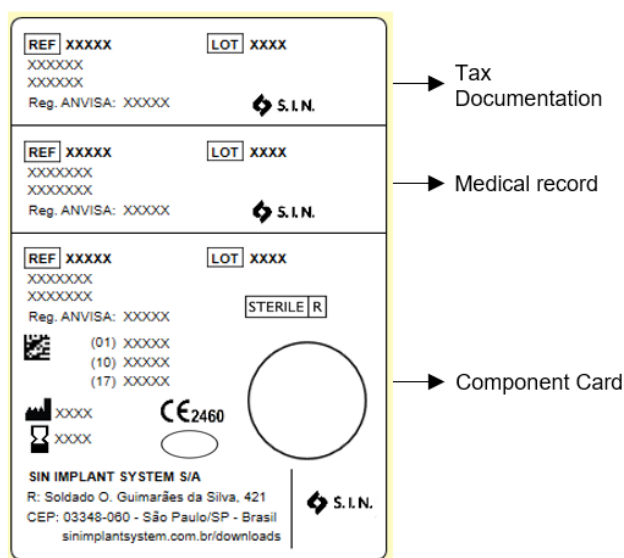 REF XXXXX LOT XXXX
XXXXXX
XXXXXX
Reg. ANVISA: XXXXX S.I.N.
Tax
Documentation
REF XXXXX LOT XXXX
XXXXXXX
XXXXXXX
Reg. ANVISA: XXXXX S.I.N.
Medical record
REF XXXXX LOT XXXX
XXXXXXX
XXXXXXX
Reg. ANVISA: XXXXX
STERILE R
(01) XXXXX
(10) XXXXX
(17) XXXXX
XXXX CE2460
XXXX
Component Card
SIN IMPLANT SYSTEM S/A
R: Soldado O. Guimarães da Silva, 421
CEP: 03348-060 - São Paulo/SP - Brasil
sinimplantsystem.com.br/downloads
S.I.N.